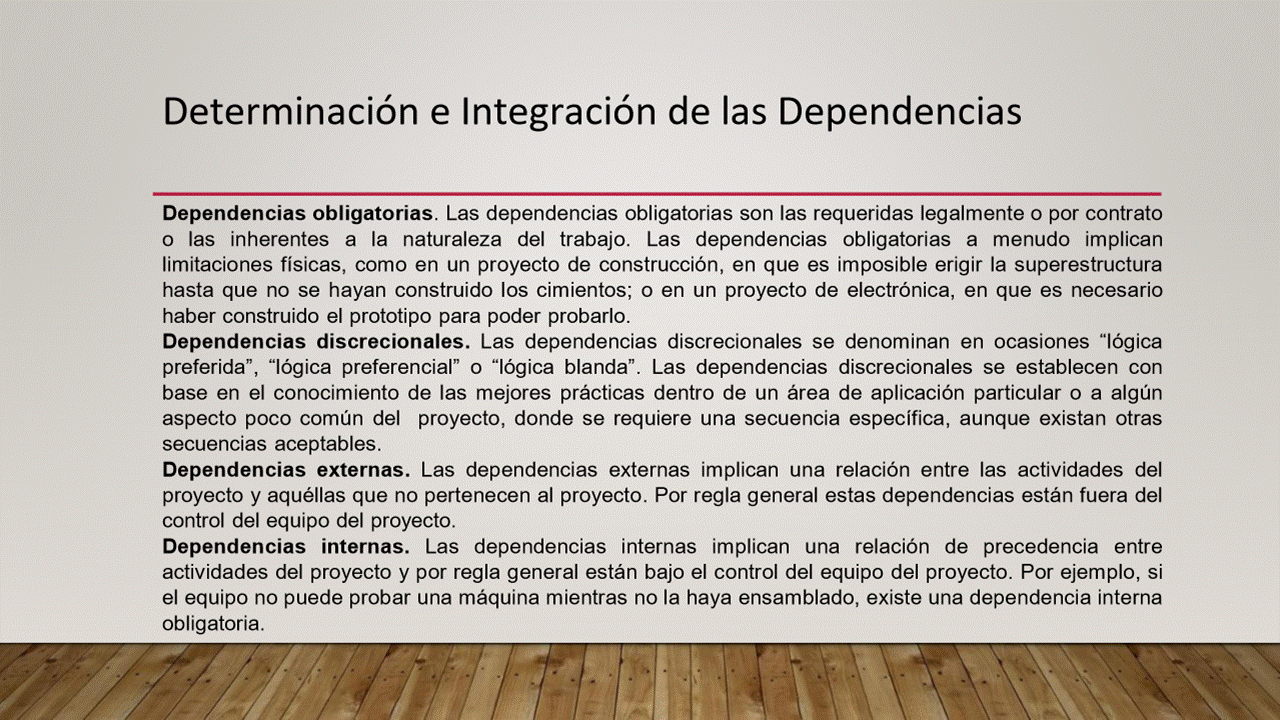 Determinación e Integración de las Dependencias
Dependencias obligatorias. Las dependencias obligatorias son las requeridas legalmente o por contrato
o las inherentes a la naturaleza del trabajo. Las dependencias obligatorias a menudo implican
limitaciones físicas, como en un proyecto de construcción, en que es imposible erigir la superestructura
hasta que no se hayan construido los cimientos; o en un proyecto de electrónica, en que es necesario
haber construido el prototipo para poder probarlo.
Dependencias discrecionales. Las dependencias discrecionales se denominan en ocasiones “lógica
preferida”, “lógica preferencial” o “lógica blanda”. Las dependencias discrecionales se establecen con
base en el conocimiento de las mejores prácticas dentro de un área de aplicación particular o a algún
aspecto poco común del  proyecto, donde se requiere una secuencia específica, aunque existan otras
secuencias aceptables.
Dependencias externas. Las dependencias externas implican una relación entre las actividades del
proyecto y aquéllas que no pertenecen al proyecto. Por regla general estas dependencias están fuera del
control del equipo del proyecto.
Dependencias internas. Las dependencias internas implican una relación de precedencia entre
actividades del proyecto y por regla general están bajo el control del equipo del proyecto. Por ejemplo, si
el equipo no puede probar una máquina mientras no la haya ensamblado, existe una dependencia interna
obligatoria.